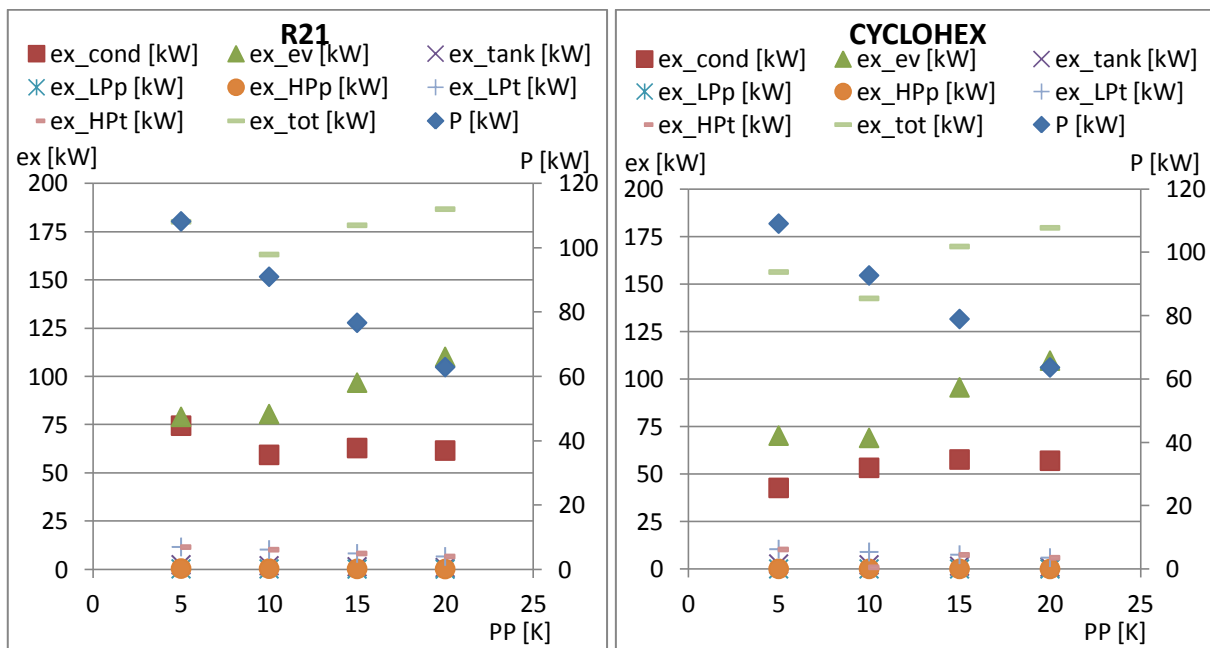 R21
ex_cond [kW] ex_ev [kW] ex_tank [kW]
ex_LPp [kW] ex_HPp [kW] ex_LPt [kW]
ex_HPt [kW] ex_tot [kW] P [kW]
ex [kW] P [kW]
200 120
175
100
150
125 80
100 60
75
40
50
25 20
0 0
0 5 10 15 20 25
PP [K]
CYCLOHEX
ex_cond [kW] ex_ev [kW] ex_tank [kW]
ex_LPp [kW] ex_HPp [kW] ex_LPt [kW]
ex_HPt [kW] ex_tot [kW] P [kW]
ex [kW] P [kW]
200 120
175
100
150
125 80
100 60
75
40
50
25 20
0 0
0 5 10 15 20 25
PP [K]